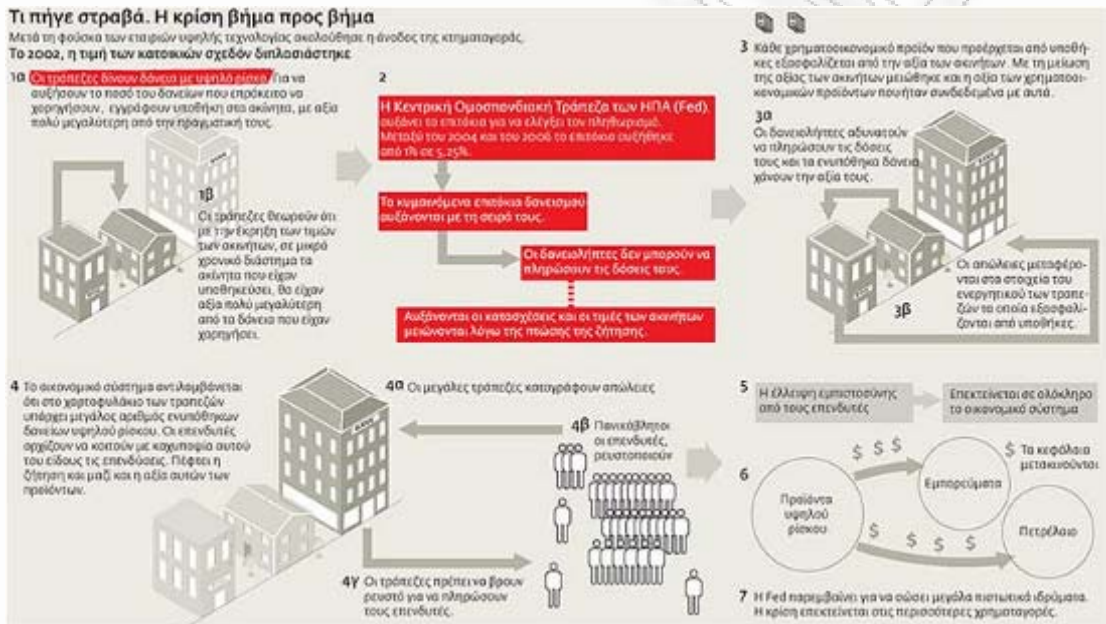 Τι πήγε στραβά. Η κρίση βήμα προς βήμα
Μετά τη φούσκα των εταιριών υψηλής τεχνολογίας ακολούθησε η άνοδος της κτηματαγοράς.
Το 2002, η τιμή των κατοικιών σχεδόν διπλασιάστηκε
1α Οι τράπεζες δίνουν δάνεια με υψηλό ρίσκο. Για να
αυξήσουν το ποσό του δανείων που επρόκειτο να
χορηγήσουν, εγγράφουν υποθήκη στα ακίνητα, με αξία
πολύ μεγαλύτερη από την πραγματική τους.
1β
Οι τράπεζες θεωρούν ότι
με την έκρηξη των τιμών
των ακινήτων, σε μικρό
χρονικό διάστημα τα
ακίνητα που είχαν
υποθηκεύσει, θα είχαν
αξία πολύ μεγαλύτερη
από τα δάνεια που είχαν
χορηγήσει.
2
Η Κεντρική Ομοσπονδιακή Τράπεζα των ΗΠΑ (Fed),
αυξάνει τα επιτόκια για να ελέγξει τον πληθωρισμό.
Μεταξύ του 2004 και του 2006 το επιτόκιο αυξήθηκε
από 1% σε 5,25%.
Τα κυμαινόμενα επιτόκια δανεισμού
αυξάνονται με τη σειρά τους.
Οι δανειολήπτες δεν μπορούν να
πληρώσουν τις δόσεις τους.
Αυξάνονται οι κατασχέσεις και οι τιμές των ακινήτων
μειώνονται λόγω της πτώσης της ζήτησης.
3 Κάθε χρηματοοικονομικό προϊόν που προέρχεται από υποθή-
κες εξασφαλίζεται από την αξία των ακινήτων. Με τη μείωση
της αξίας των ακινήτων μειώθηκε και η αξία των χρηματοοι-
κονομικών προϊόντων που ήταν συνδεδεμένα με αυτά.
3α
Οι δανειολήπτες αδυνατούν
να πληρώσουν τις δόσεις
τους και τα ενυπόθηκα δάνεια
χάνουν την αξία τους.
Οι απώλειες μεταφέρο-
νται στα στοιχεία του
ενεργητικού των τραπε-
ζών τα οποία εξασφαλί-
ζονται από υποθήκες.
3β
4 Το οικονομικό σύστημα αντιλαμβάνεται
ότι στο χαρτοφυλάκιο των τραπεζών
υπάρχει μεγάλος αριθμός ενυπόθηκων
δανείων υψηλού ρίσκου. Οι επενδυτές
αρχίζουν να κοιτούν με καχυποψία αυτού
του είδους τις επενδύσεις. Πέφτει η
ζήτηση και μαζί και η αξία αυτών των
προϊόντων.
4α Οι μεγάλες τράπεζες καταγράφουν απώλειες
4β Πανικόβλητοι
οι επενδυτές,
ρευστοποιούν
4γ Οι τράπεζες πρέπει να βρουν
ρευστό για να πληρώσουν
τους επενδυτές.
5
Η έλλειψη εμπιστοσύνης
από τους επενδυτές
Επεκτείνεται σε ολόκληρο
το οικονομικό σύστημα
6
Προϊόντα
υψηλού
ρίσκου
$ $ $
Εμπορεύματα
$ Τα κεφάλαια
μετακινούνται
$ $ $ $
Πετρέλαιο
7 Η Fed παρεμβαίνει για να σώσει μεγάλα πιστωτικά ιδρύματα.
Η κρίση επεκτείνεται στις περισσότερες χρηματαγορές.